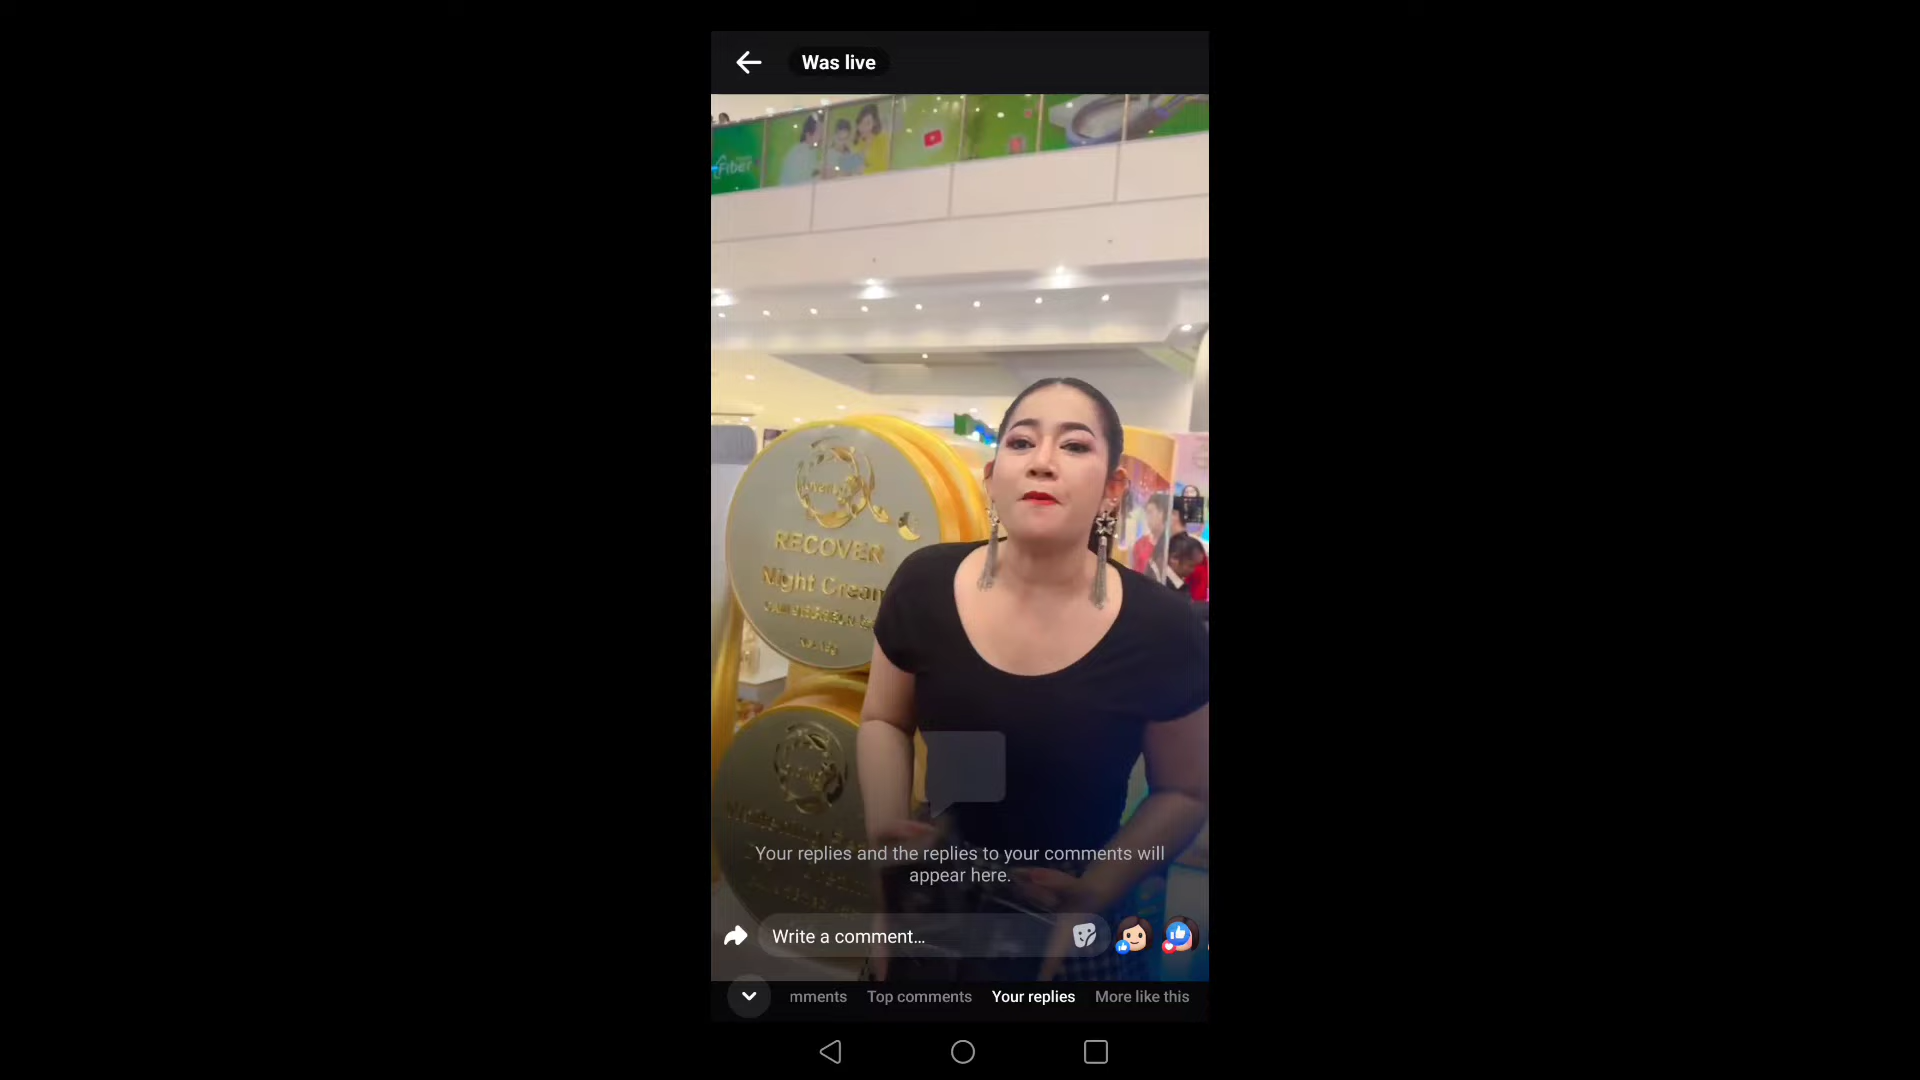 Was live
Fiber
RECOVER
Night Cream
Your replies and the replies to your comments will
appear here.
Write a comment...
mments
Top comments
Your replies
More like this